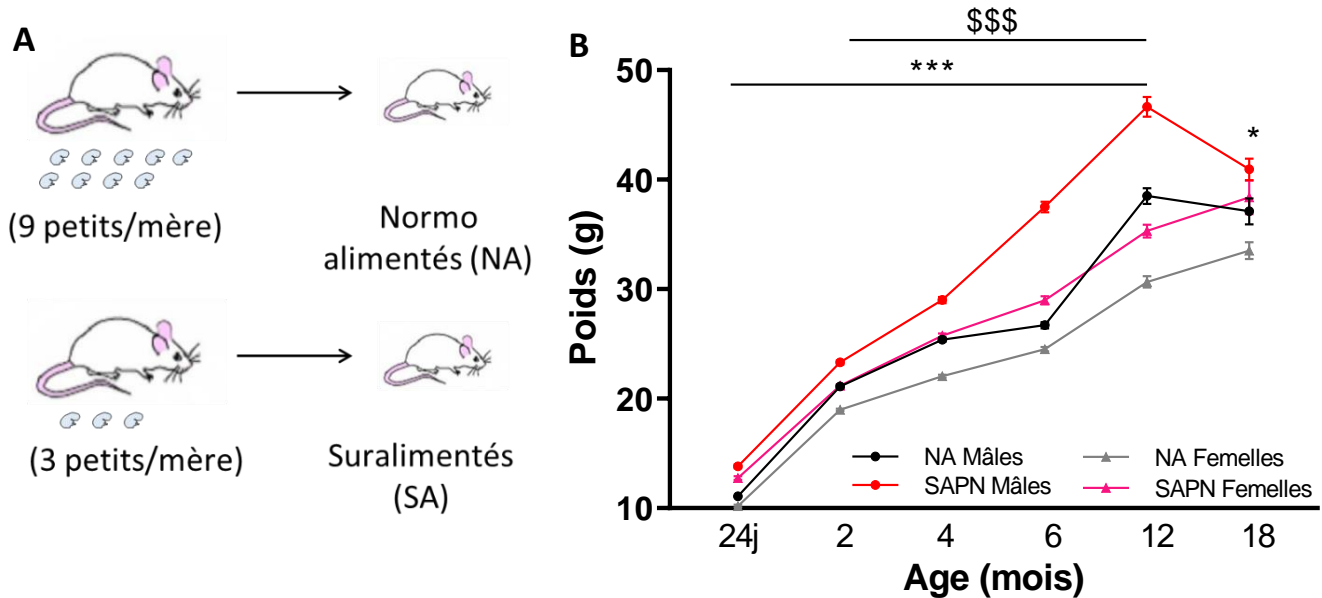 A
(9 petits/mère)
Normo
alimentés (NA)
(3 petits/mère)
Suralimentés
(SA)
B
$$$
***
*
50
40
30
20
10
Poids (g)
NA Mâles
NA Femelles
SAPN Mâles
SAPN Femelles
24j 2 4 6 12 18
Age (mois)